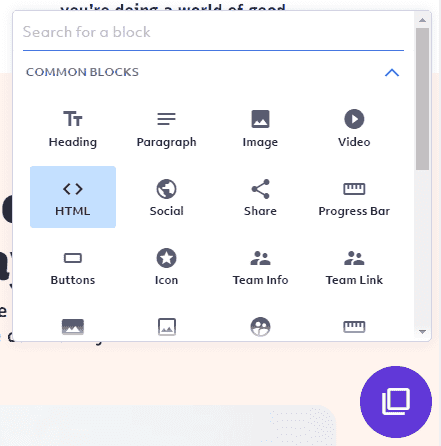 you're doing a world of good
Search for a block
COMMON BLOCKS
Heading Paragraph Image Video
HTML Social Share Progress Bar
Buttons Icon Team Info Team Link